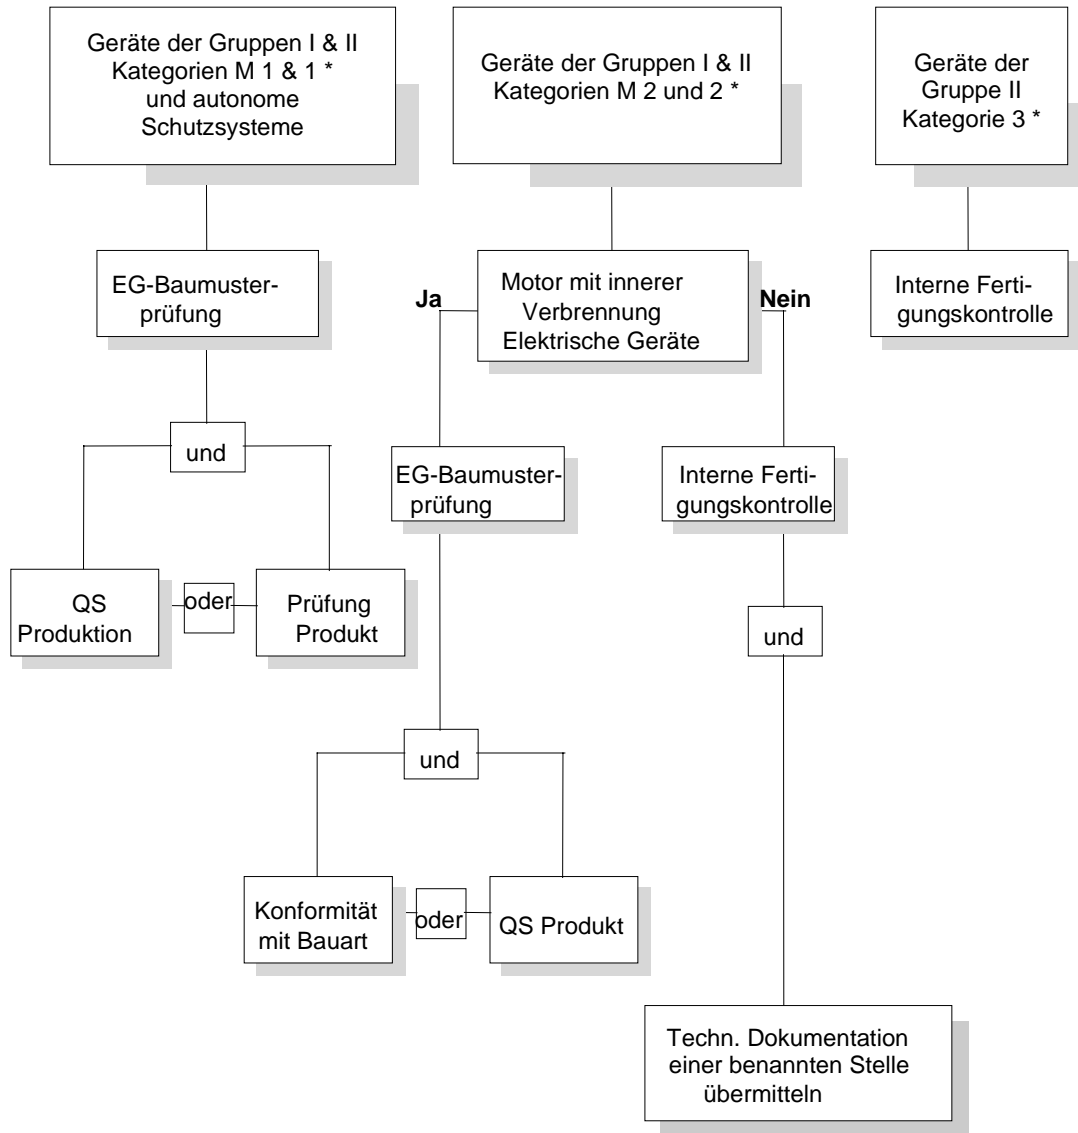 Geräte der Gruppen I & II
Kategorien M 1 & 1 *
und autonome
Schutzsysteme
Geräte der Gruppen I & II
Kategorien M 2 und 2 *
Geräte der
Gruppe II
Kategorie 3 *
EG-Baumuster-
prüfung
Ja
Motor mit innerer
Verbrennung
Elektrische Geräte
Nein
Interne Ferti-
gungskontrolle
und
EG-Baumuster-
prüfung
Interne Ferti-
gungskontrolle
QS
Produktion
oder
Prüfung
Produkt
und
und
Konformität
mit Bauart
oder
QS Produkt
Techn. Dokumentation
einer benannten Stelle
übermitteln